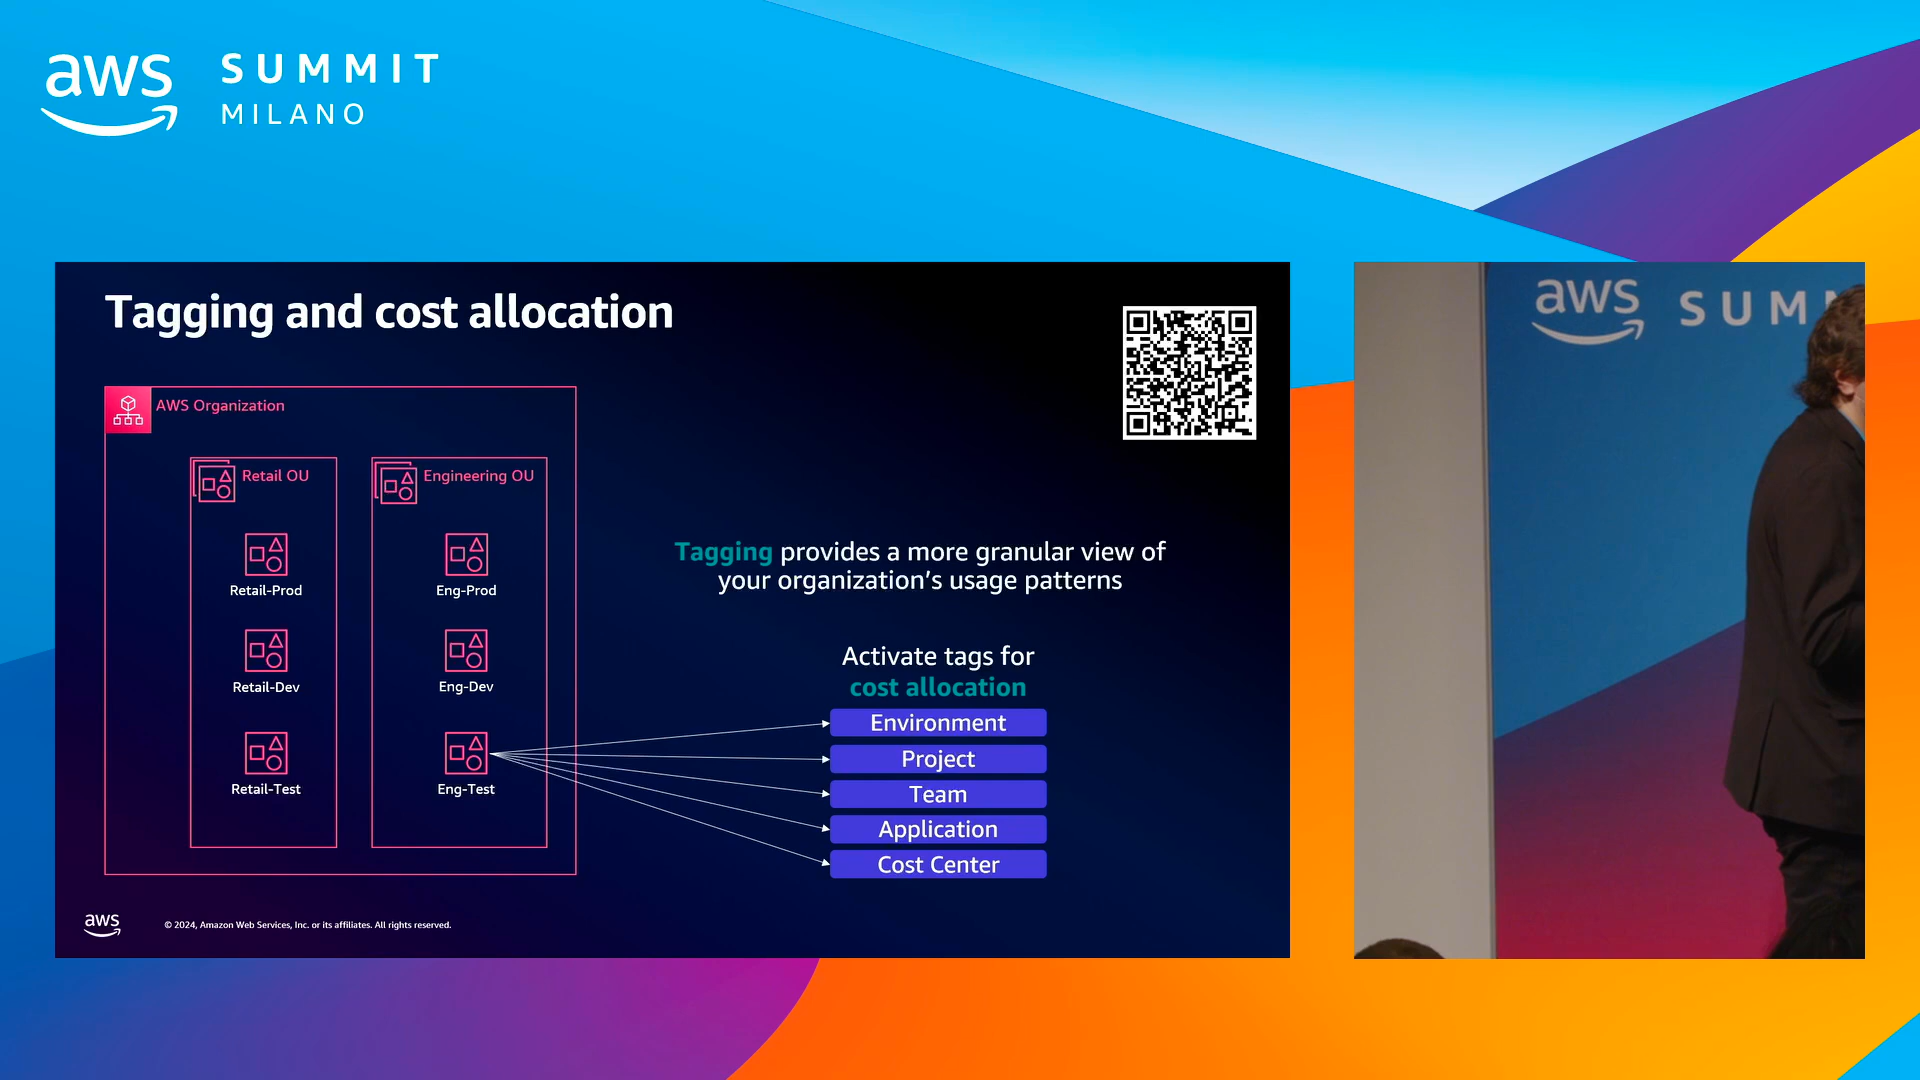 aws
SUMMIT
MILANO
Tagging and cost allocation
AWS Organization
Retail OU
Engineering OU
Retail-Prod
Eng-Prod
Retail-Dev
Eng-Dev
Retail-Test
Eng-Test
Tagging provides a more granular view of
your organization's usage patterns
Activate tags for
cost allocation
Environment
Project
Team
Application
Cost Center
aws
© 2024, Amazon Web Services, Inc. or its affiliates. All rights reserved.
aws SUMM